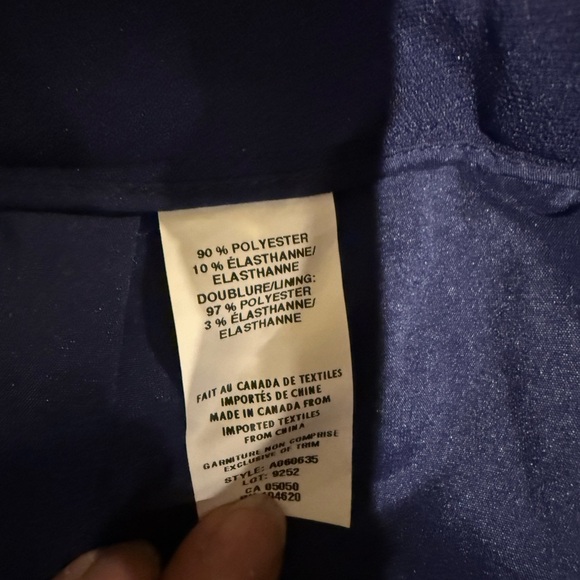 90 % POLYESTER
10 % ÉLASTHANNE/
ELASTHANNE
DOUBLURE/LINING:
97 % POLYESTER
3 % ÉLASTHANNE/
ELASTHANNE
FAIT AU CANADA DE TEXTILES
IMPORTÉS DE CHINE
MADE IN CANADA FROM
IMPORTED TEXTILES
FROM CHINA
GARNITURE NON COMPRISE
EXCLUSIVE OF TRIM
STYLE: A060635
LOT: 9252
CA 05050